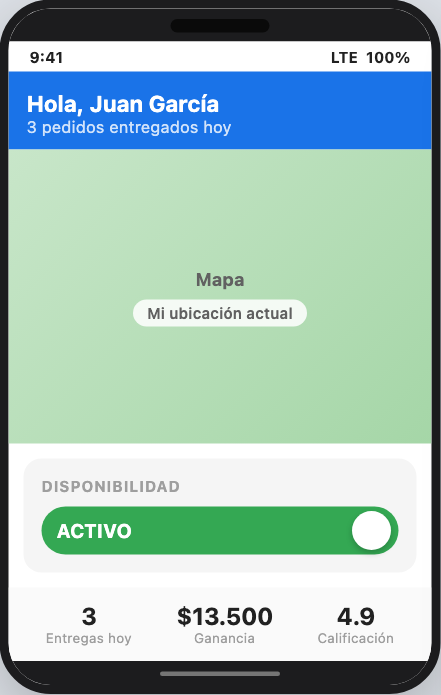 9:41 LTE 100%
Hola, Juan García
3 pedidos entregados hoy
Mapa
Mi ubicación actual
DISPONIBILIDAD
ACTIVO
3 $13.500 4.9
Entregas hoy Ganancia Calificación